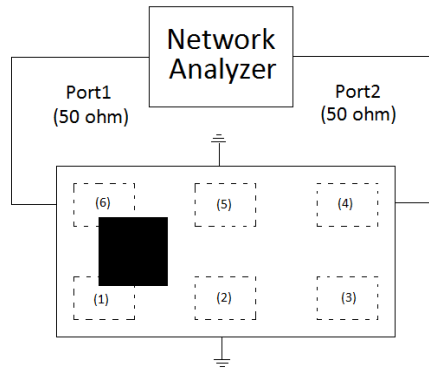 Network
Analyzer
Port1
(50 ohm)
Port2
(50 ohm)
(6)
(5)
(4)
(1)
(2)
(3)